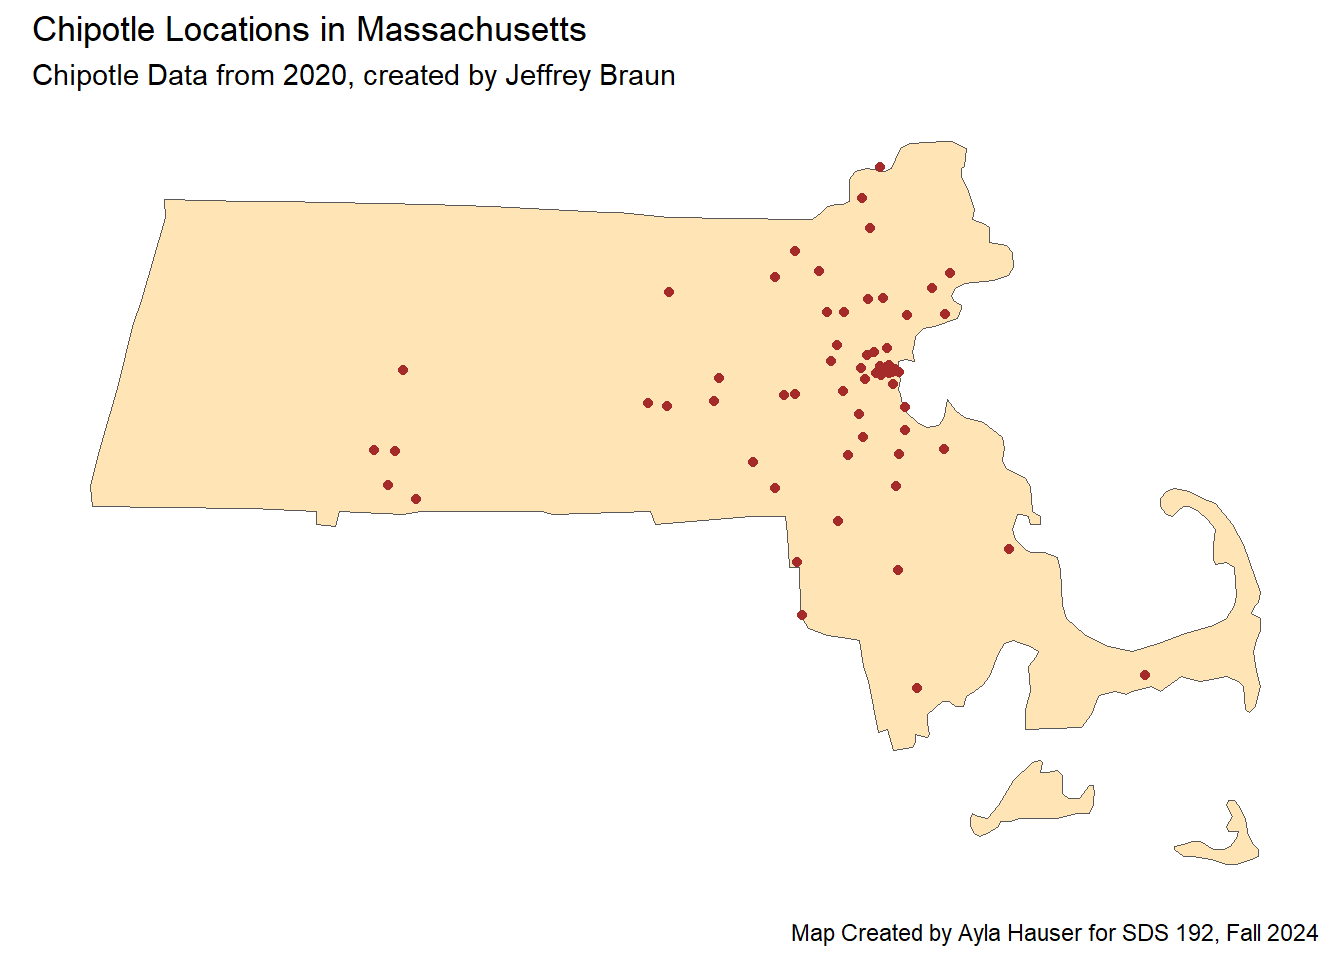 Chipotle Locations in Massachusetts
Chipotle Data from 2020, created by Jeffrey Braun
Map Created by Ayla Hauser for SDS 192, Fall 2024